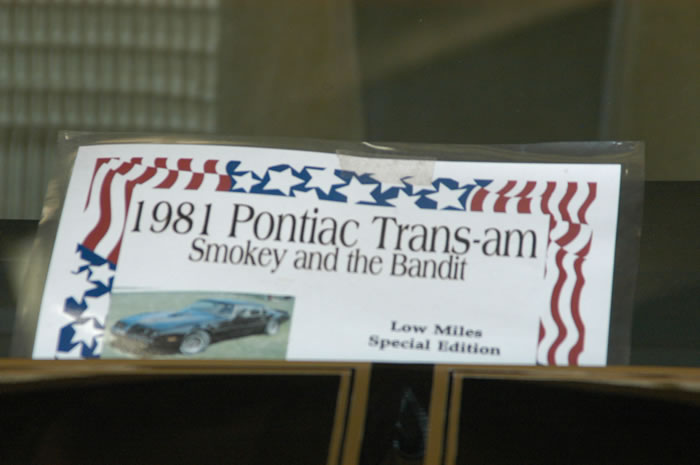 1981 Pontiac Trans-am
Smokey and the Bandit
Low Miles
Special Edition